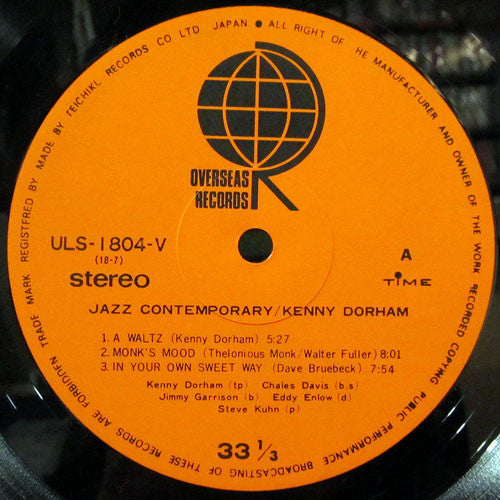 TRADE MARK REGISTFRED BY MADE BY TEICHIKU RECORDS CO LTD JAPAN • ALL RIGHT OF HE MANUFACTURER AND OWNER OF THE WORK RECORDED COPYING PUBLIC PERFORMANCE BROADCASTING OF THESE RECORDS ARE FORBIDDEN
R
OVERSEAS
RECORDS
ULS-1804-V
(18-7)
stereo
A
TIME
JAZZ CONTEMPORARY/KENNY DORHAM
1. A WALTZ (Kenny Dorham) 5:27
2. MONK'S MOOD (Thelonious Monk/Walter Fuller) 8:01
3. IN YOUR OWN SWEET WAY (Dave Bruebeck) 7:54
Kenny Dorham (tp) Chales Davis (b.s)
Jimmy Garrison (b) Eddy Enlow (d)
Steve Kuhn (p)
33 1/3